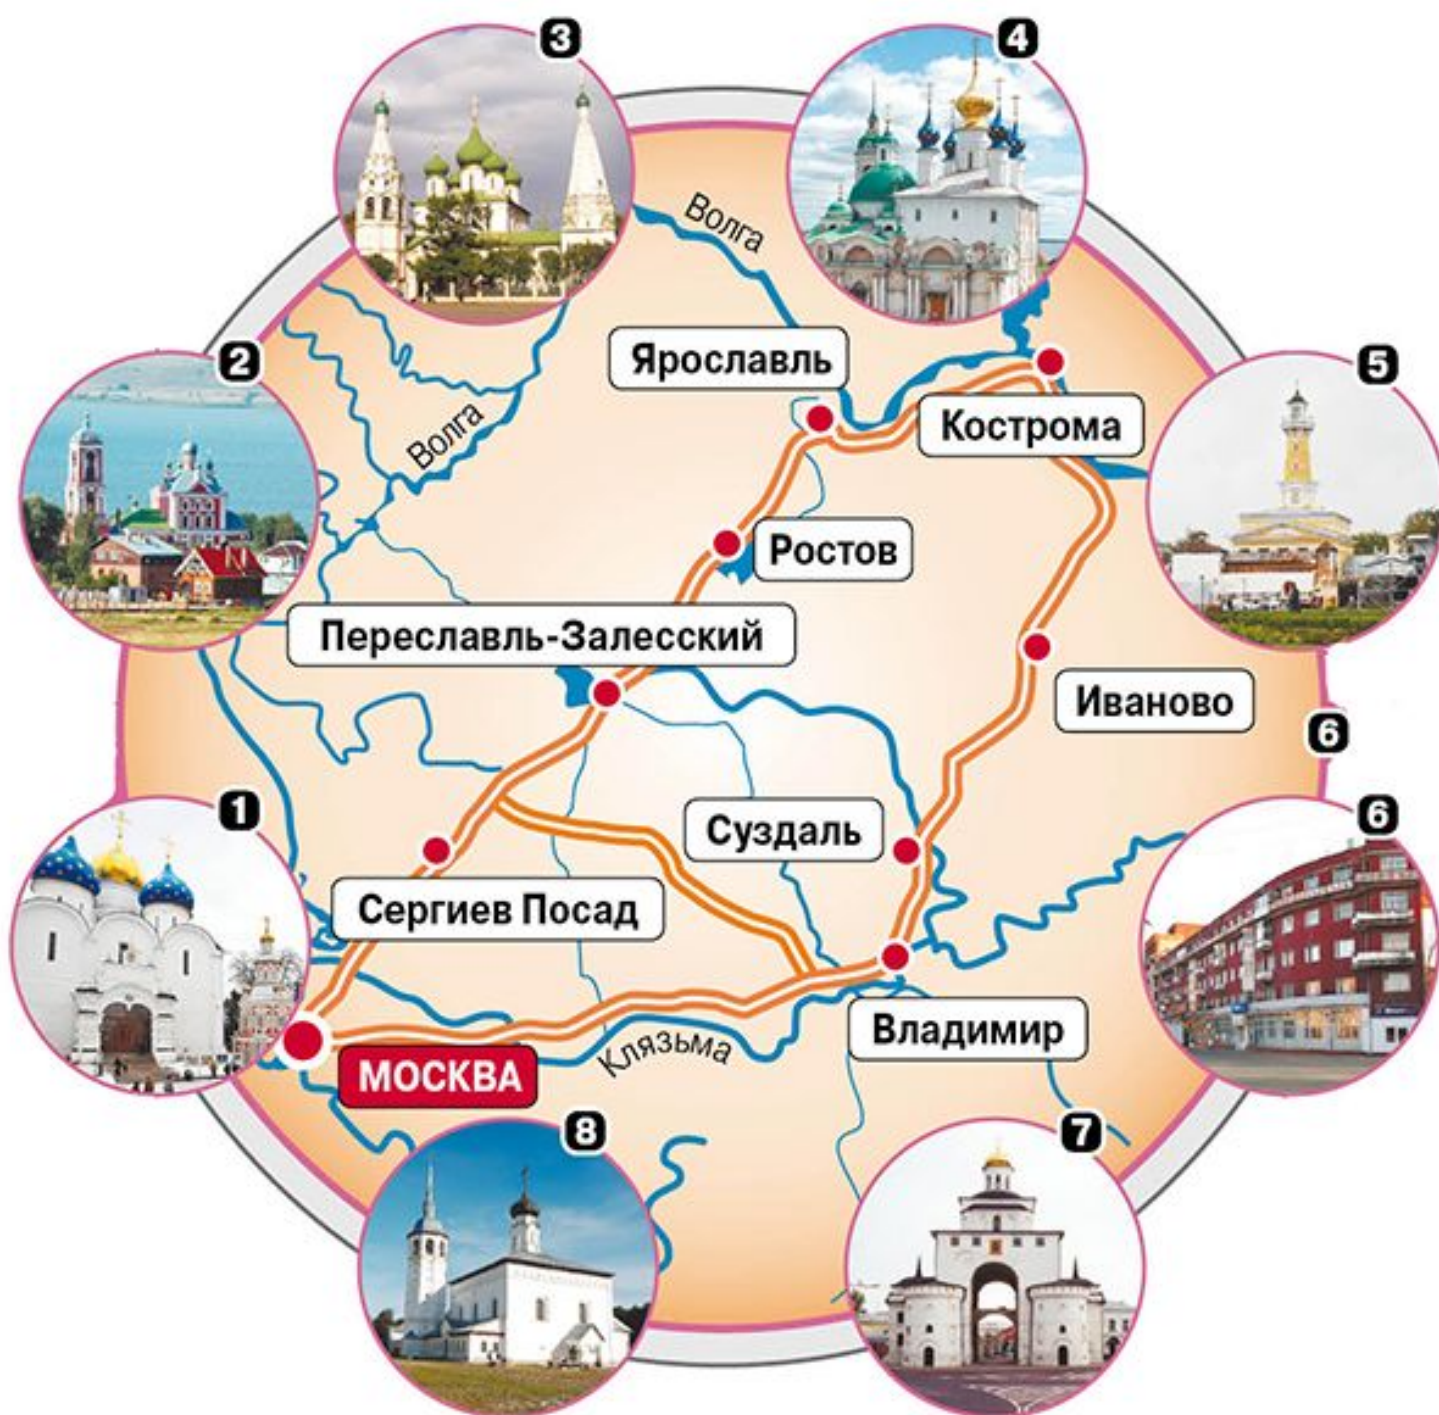 3
4
Волга
Ярославль
2
5
Волга
Кострома
Ростов
Переславль-Залесский
Иваново
6
1
6
Суздаль
Сергиев Посад
Владимир
Клязьма
МОСКВА
8
7